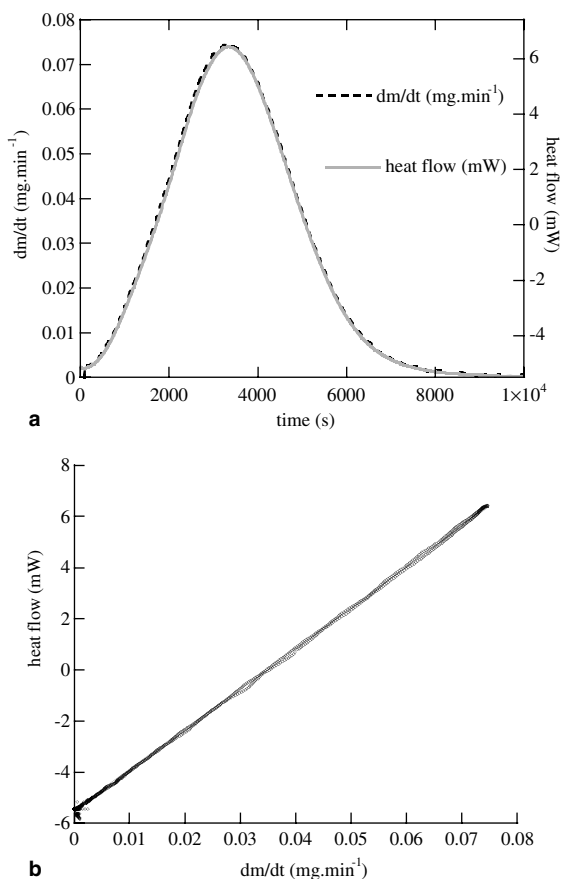 0.08
0.07
0.06
0.05
0.04
0.03
0.02
0.01
0
dm/dt (mg.min⁻¹)
6
4
2
0
-2
-4
heat flow (mW)
dm/dt (mg.min⁻¹)
heat flow (mW)
0 2000 4000 6000 8000 1×10⁴
time (s)
a
8
6
4
2
0
-2
-4
-6
heat flow (mW)
0 0.01 0.02 0.03 0.04 0.05 0.06 0.07 0.08
dm/dt (mg.min⁻¹)
b